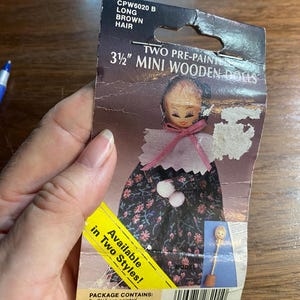 CPW6020 B
LONG
BROWN
HAIR
TWO PRE-PAINTED
3½" MINI WOODEN DOLLS
Available
in Two Styles!
PACKAGE CONTAINS: